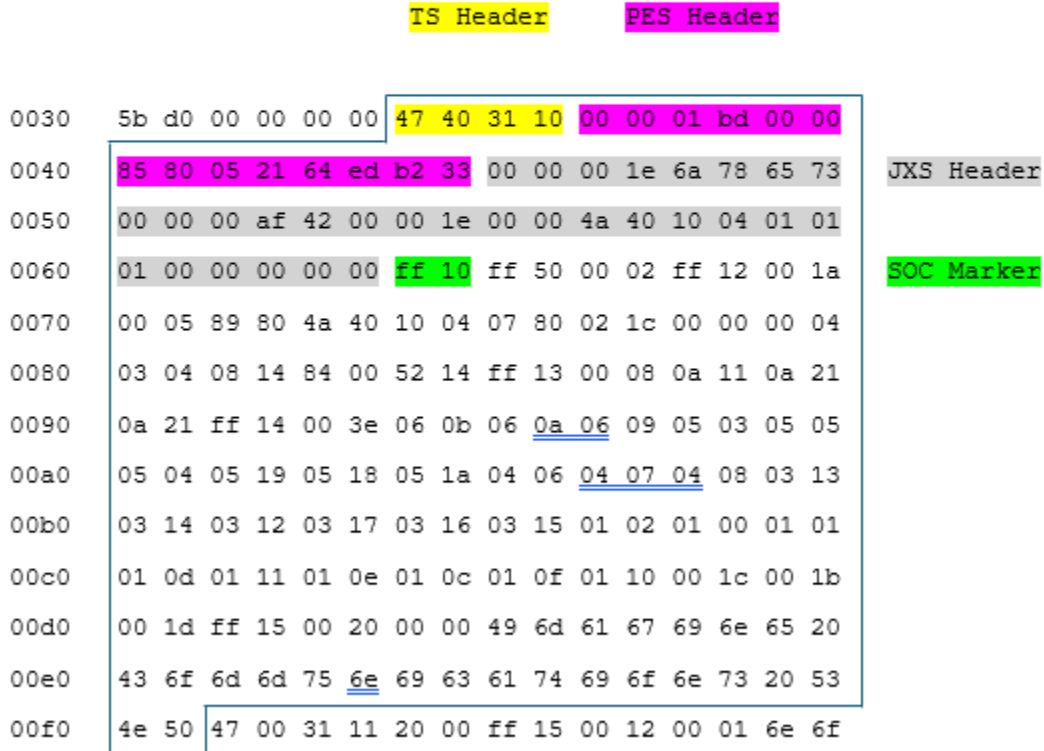 TS Header PES Header
0030 5b d0 00 00 00 00 47 40 31 10 00 00 01 bd 00 00
0040 85 80 05 21 64 ed b2 33 00 00 00 1e 6a 78 65 73 JXS Header
0050 00 00 00 af 42 00 00 1e 00 00 4a 40 10 04 01 01
0060 01 00 00 00 00 00 ff 10 ff 50 00 02 ff 12 00 1a SOC Marker
0070 00 05 89 80 4a 40 10 04 07 80 02 1c 00 00 00 04
0080 03 04 08 14 84 00 52 14 ff 13 00 08 0a 11 0a 21
0090 0a 21 ff 14 00 3e 06 0b 06 0a 06 09 05 03 05 05
00a0 05 04 05 19 05 18 05 1a 04 06 04 07 04 08 03 13
00b0 03 14 03 12 03 17 03 16 03 15 01 02 01 00 01 01
00c0 01 0d 01 11 01 0e 01 0c 01 0f 01 10 00 1c 00 1b
00d0 00 1d ff 15 00 20 00 00 49 6d 61 67 69 6e 65 20
00e0 43 6f 6d 6d 75 6e 69 63 61 74 69 6f 6e 73 20 53
00f0 4e 50 47 00 31 11 20 00 ff 15 00 12 00 01 6e 6f